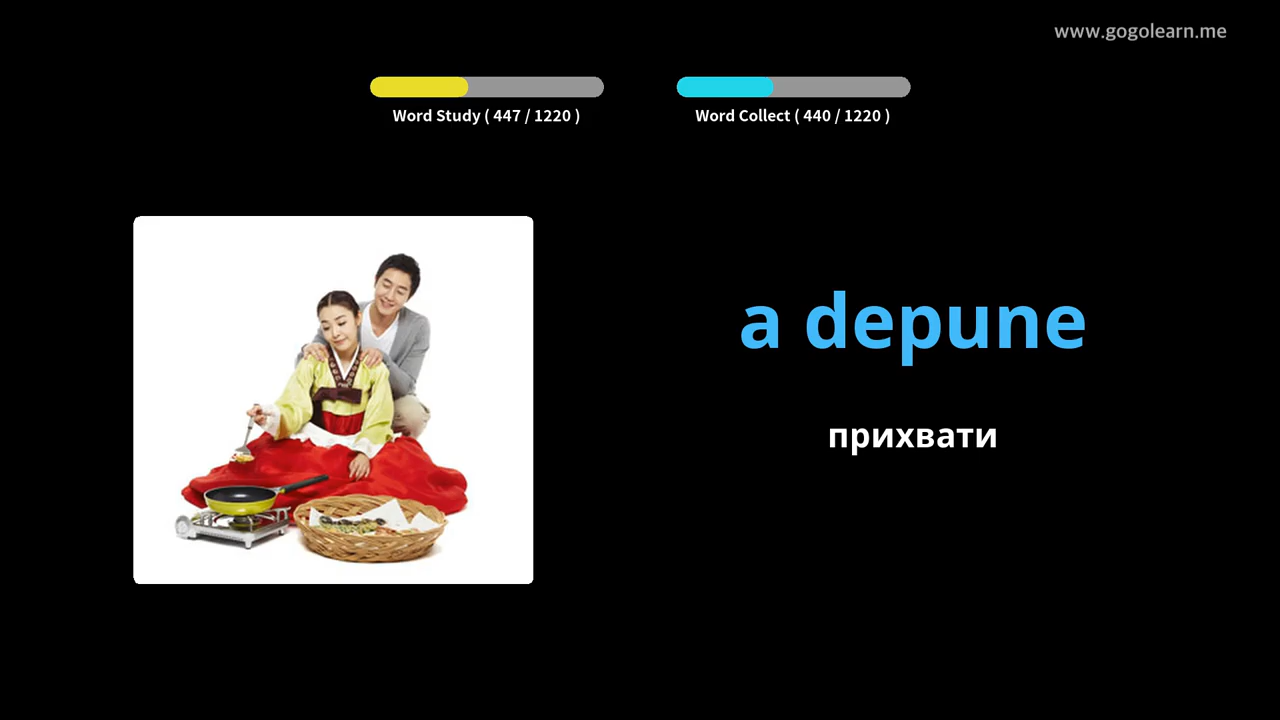 www.gogolearn.me
Word Study ( 447 / 1220 )
Word Collect ( 440 / 1220 )
a depune
прихвати